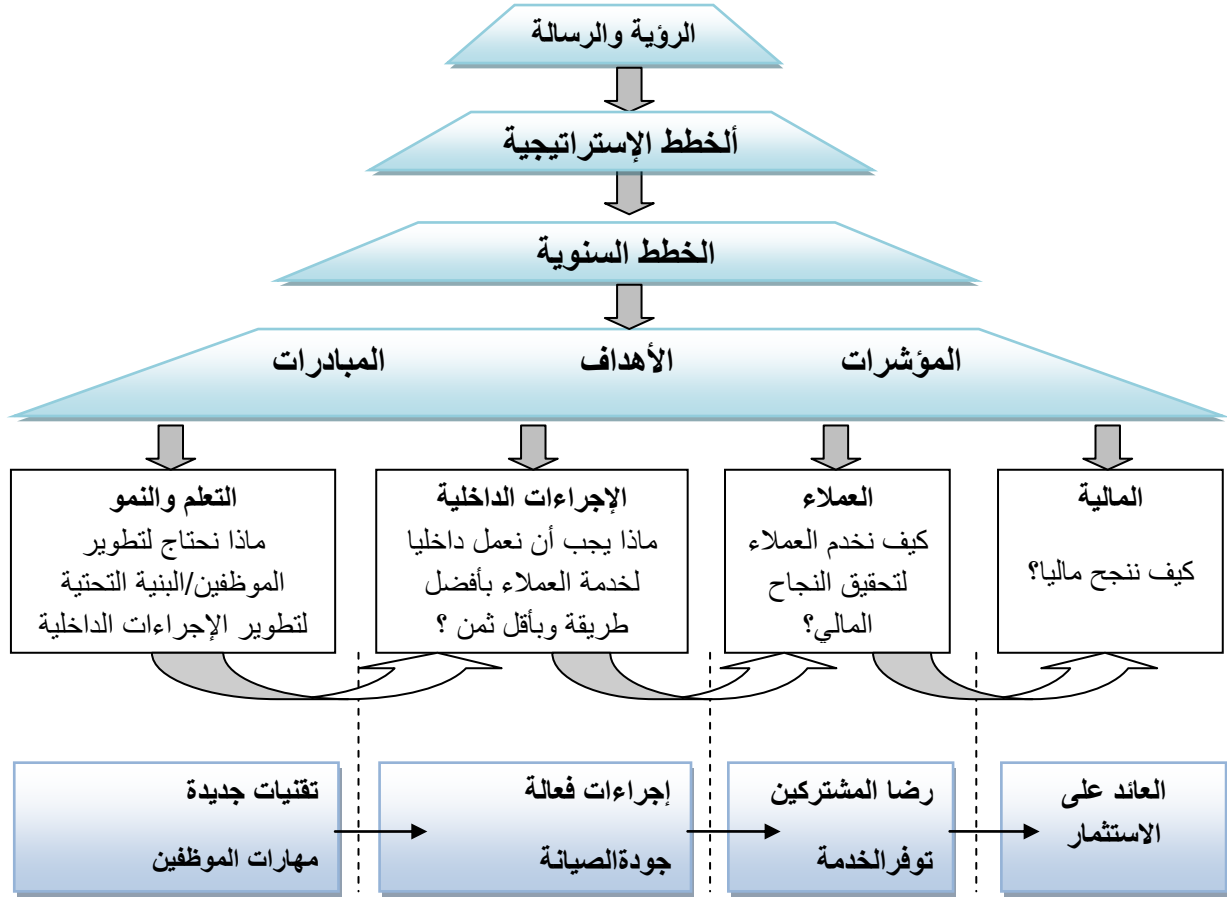 الرؤية والرسالة
ألخطط الإستراتيجية
الخطط السنوية
المؤشرات الأهداف المبادرات
المالية
كيف ننجح ماليا؟
العملاء
كيف نخدم العملاء
لتحقيق النجاح
المالي؟
الإجراءات الداخلية
ماذا يجب أن نعمل داخليا
لخدمة العملاء بأفضل
طريقة وبأقل ثمن ؟
التعلم والنمو
ماذا نحتاج لتطوير
الموظفين/البنية التحتية
لتطوير الإجراءات الداخلية
العائد على
الاستثمار
رضا المشتركين
توفرالخدمة
إجراءات فعالة
جودةالصيانة
تقنيات جديدة
مهارات الموظفين